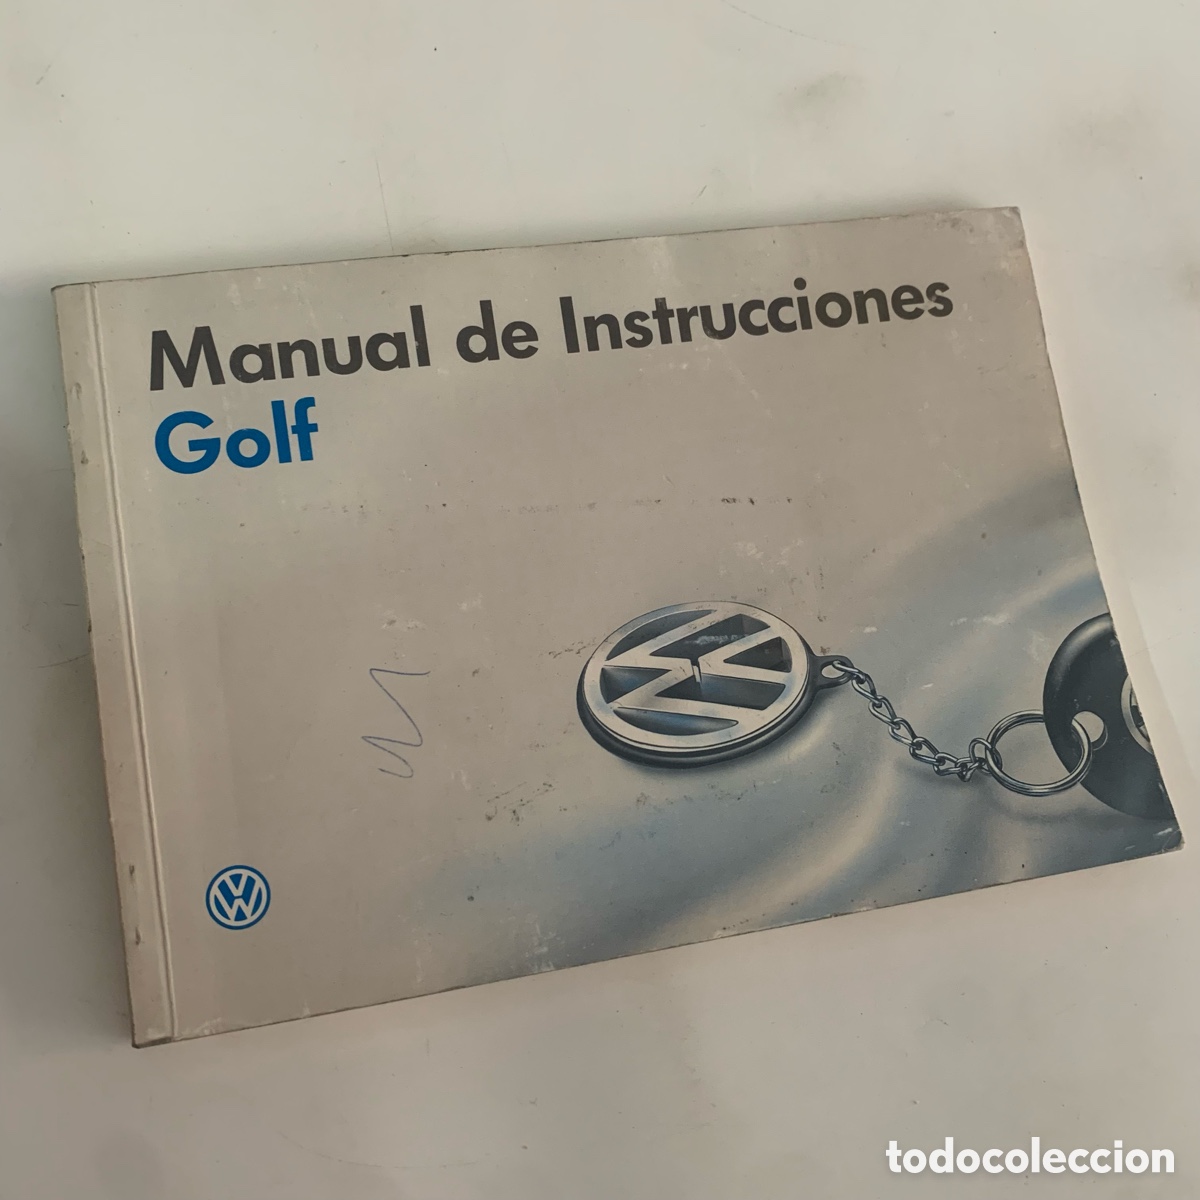 Manual de Instrucciones
Golf
todocoleccion